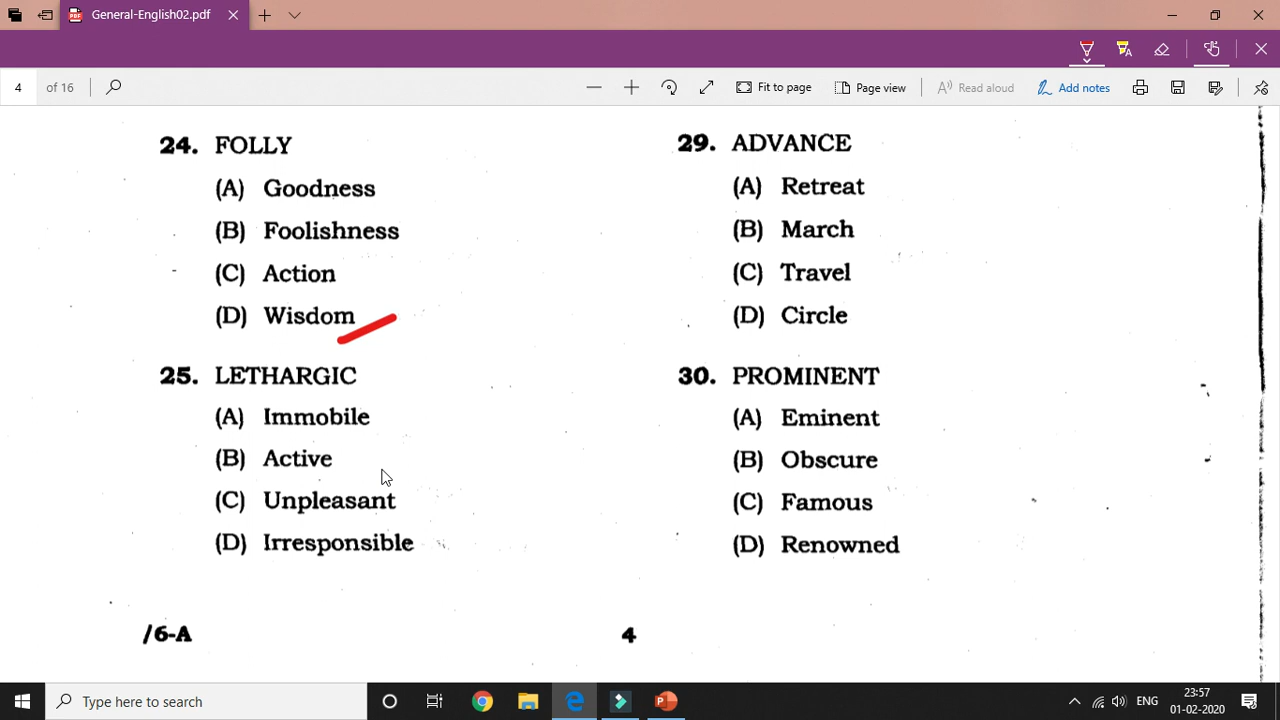 General-English02.pdf
4 of 16
Fit to page
Page view
Read aloud
Add notes
24. FOLLY
(A) Goodness
(B) Foolishness
(C) Action
(D) Wisdom
25. LETHARGIC
(A) Immobile
(B) Active
(C) Unpleasant
(D) Irresponsible
29. ADVANCE
(A) Retreat
(B) March
(C) Travel
(D) Circle
30. PROMINENT
(A) Eminent
(B) Obscure
(C) Famous
(D) Renowned
/6-A
4
Type here to search
ENG
23:57
01-02-2020